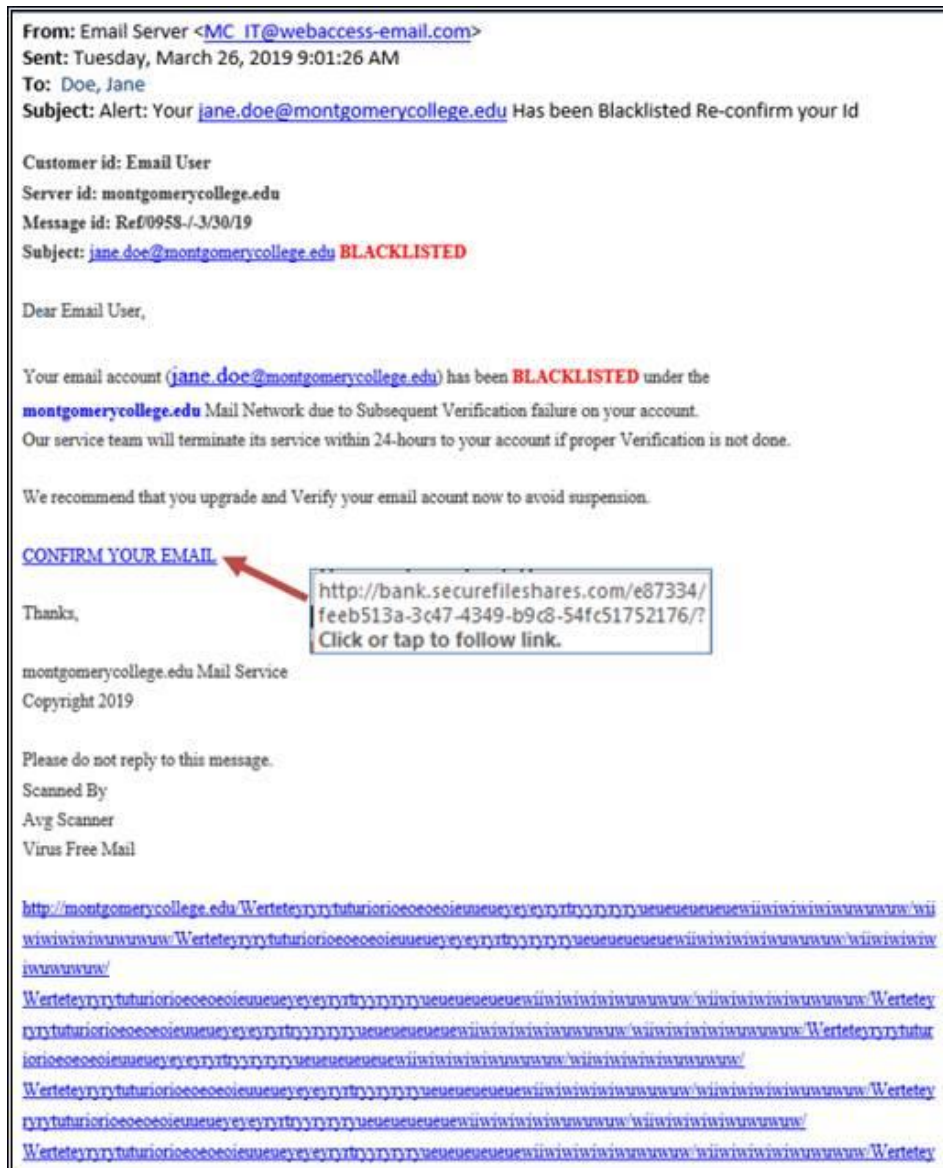 From: Email Server <MC_IT@webaccess-email.com>
Sent: Tuesday, March 26, 2019 9:01:26 AM
To: Doe, Jane
Subject: Alert: Your jane.doe@montgomerycollege.edu Has been Blacklisted Re-confirm your Id
Customer id: Email User
Server id: montgomerycollege.edu
Message id: Ref/0958-/-3/30/19
Subject: jane.doe@montgomerycollege.edu BLACKLISTED
Dear Email User,
Your email account (jane.doe@montgomerycollege.edu) has been BLACKLISTED under the
montgomerycollege.edu Mail Network due to Subsequent Verification failure on your account.
Our service team will terminate its service within 24-hours to your account if proper Verification is not done.
We recommend that you upgrade and Verify your email acount now to avoid suspension.
CONFIRM YOUR EMAIL
http://bank.securefileshares.com/e87334/
feeb513a-3c47-4349-b9c8-54fc51752176/?
Click or tap to follow link.
Thanks,
montgomerycollege.edu Mail Service
Copyright 2019
Please do not reply to this message.
Scanned By
Avg Scanner
Virus Free Mail